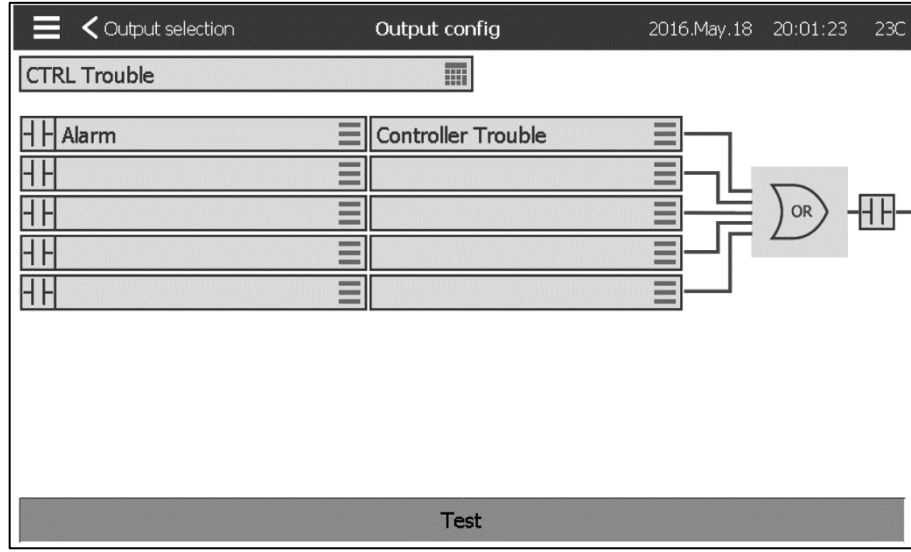 Output selection Output config 2016.May.18 20:01:23 23C
CTRL Trouble
Alarm Controller Trouble
OR
Test